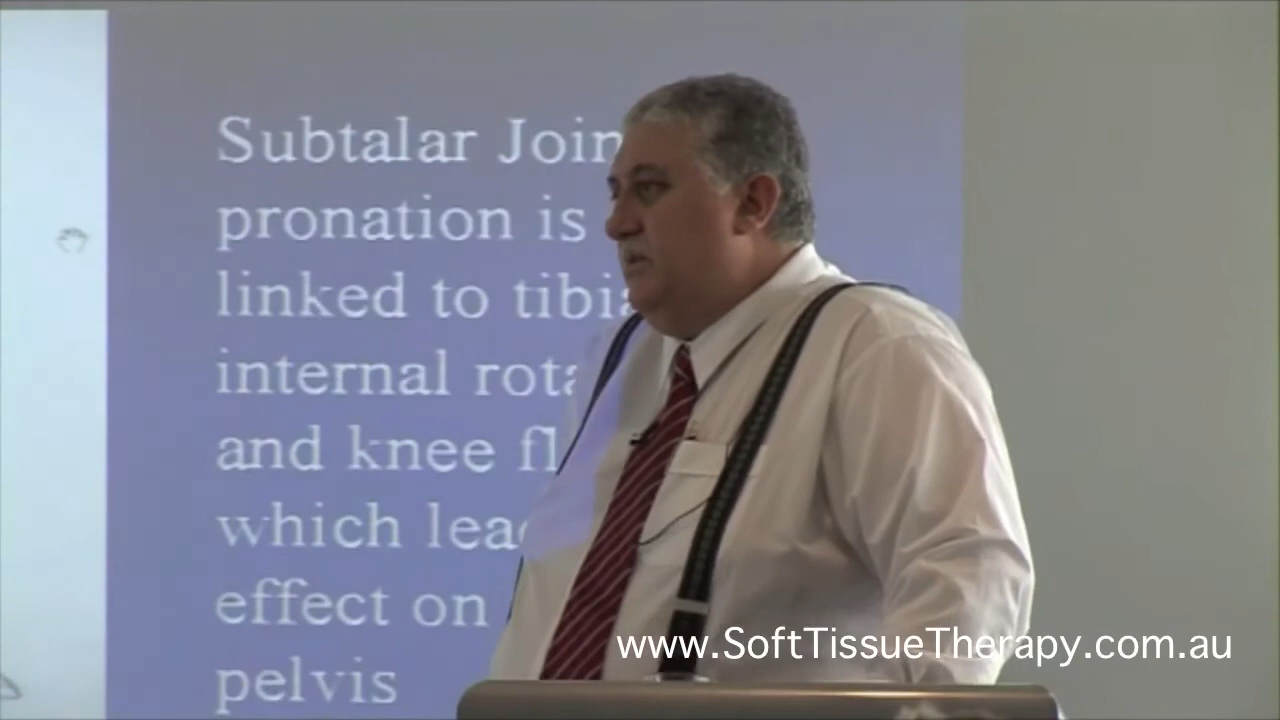 Subtalar Join
pronation is
linked to tibia
internal rota
and knee fl
which lead
effect on
pelvis
www.SoftTissueTherapy.com.au